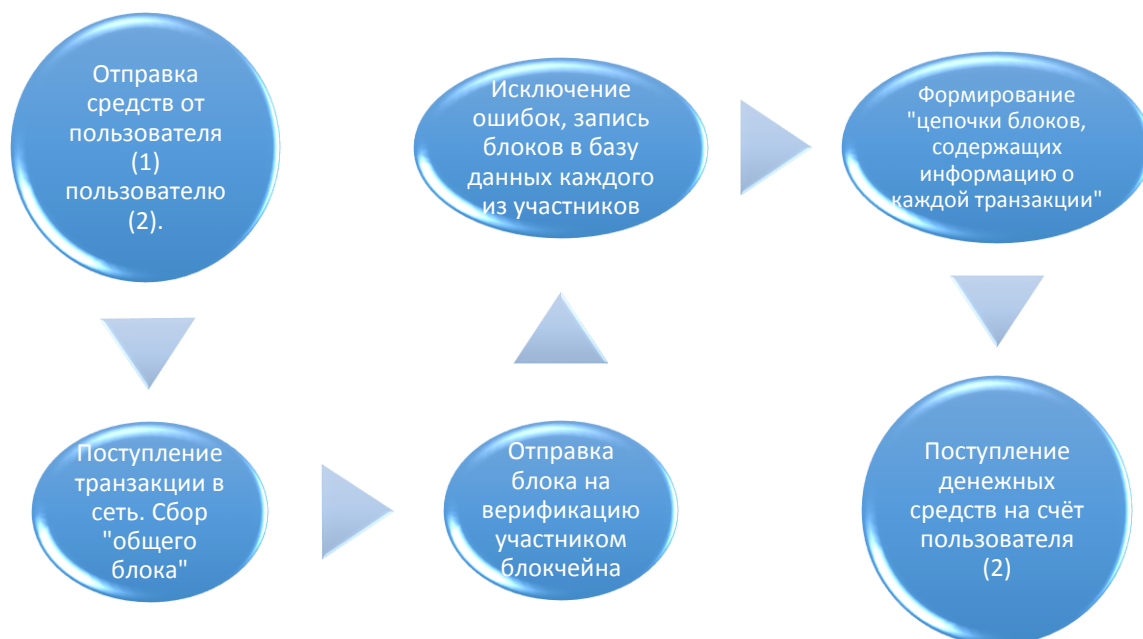 Отправка
средств от
пользователя
(1)
пользователю
(2).
Поступление
транзакции в
сеть. Сбор
"общего
блока"
Отправка
блока на
верификацию
участником
блокчейна
Исключение
ошибок, запись
блоков в базу
данных каждого
из участников
Формирование
"цепочки блоков,
содержащих
информацию о
каждой транзакции"
Поступление
денежных
средств на счёт
пользователя
(2)